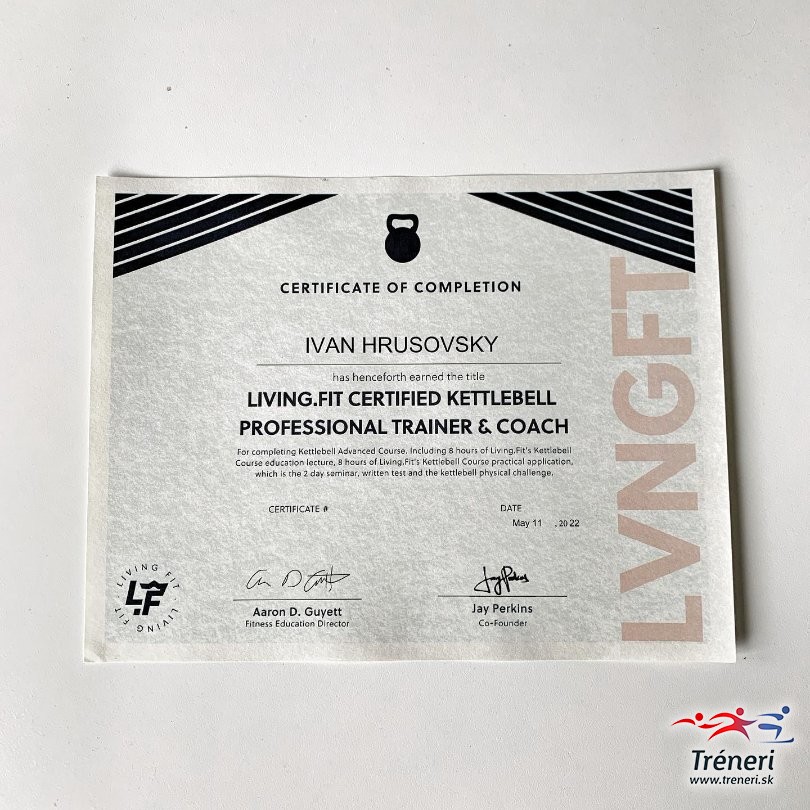 CERTIFICATE OF COMPLETION
IVAN HRUSOVSKY
has henceforth earned the title
LIVING.FIT CERTIFIED KETTLEBELL
PROFESSIONAL TRAINER & COACH
For completing Kettlebell Advanced Course. Including 8 hours of Living.Fit's Kettlebell
Course education lecture, 8 hours of Living.Fit's Kettlebell Course practical application,
which is the 2 day seminar, written test and the kettlebell physical challenge.
CERTIFICATE #
DATE
May 11 , 20 22
LIVING FIT LIVING FIT
LF
Aaron D. Guyett
Fitness Education Director
Jay Perkins
Jay Perkins
Co-Founder
LVNGFT
Tréneri
www.treneri.sk